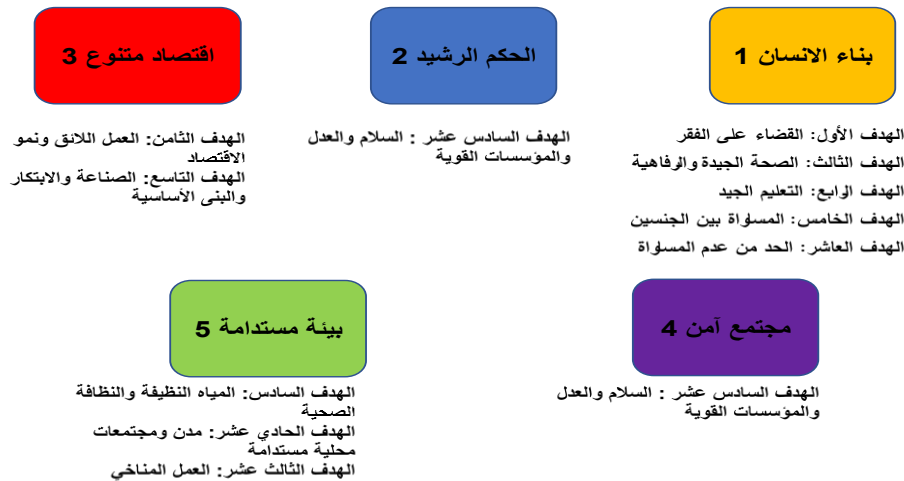 بناء الانسان 1
الهدف الأول: القضاء على الفقر
الهدف الثالث: الصحة الجيدة والرفاهية
الهدف الرابع: التعليم الجيد
الهدف الخامس: المساواة بين الجنسين
الهدف العاشر: الحد من عدم المساواة
الحكم الرشيد 2
الهدف السادس عشر : السلام والعدل
والمؤسسات القوية
اقتصاد متنوع 3
الهدف الثامن: العمل اللائق ونمو
الاقتصاد
الهدف التاسع: الصناعة والابتكار
والبنى الأساسية
مجتمع آمن 4
الهدف السادس عشر : السلام والعدل
والمؤسسات القوية
بيئة مستدامة 5
الهدف السادس: المياه النظيفة والنظافة
الصحية
الهدف الحادي عشر: مدن ومجتمعات
محلية مستدامة
الهدف الثالث عشر: العمل المناخي